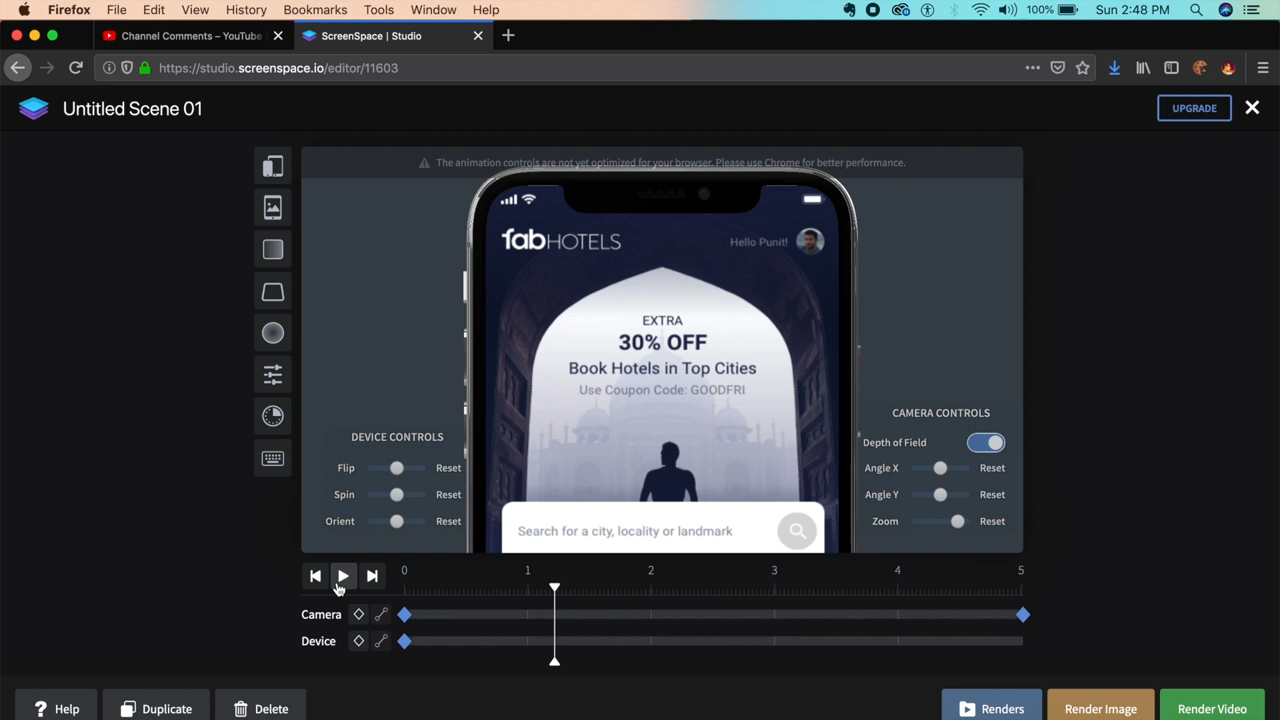 Firefox File Edit View History Bookmarks Tools Window Help 100% Sun 2:48 PM
Channel Comments – YouTube
ScreenSpace | Studio
https://studio.screenspace.io/editor/11603
Untitled Scene 01
UPGRADE
The animation controls are not yet optimized for your browser. Please use Chrome for better performance.
fabHOTELS
Hello Punit!
EXTRA
30% OFF
Book Hotels in Top Cities
Use Coupon Code: GOODFRI
Search for a city, locality or landmark
DEVICE CONTROLS
Flip Reset
Spin Reset
Orient Reset
CAMERA CONTROLS
Depth of Field
Angle X Reset
Angle Y Reset
Zoom Reset
0 1 2 3 4 5
Camera
Device
? Help
Duplicate
Delete
Renders
Render Image
Render Video